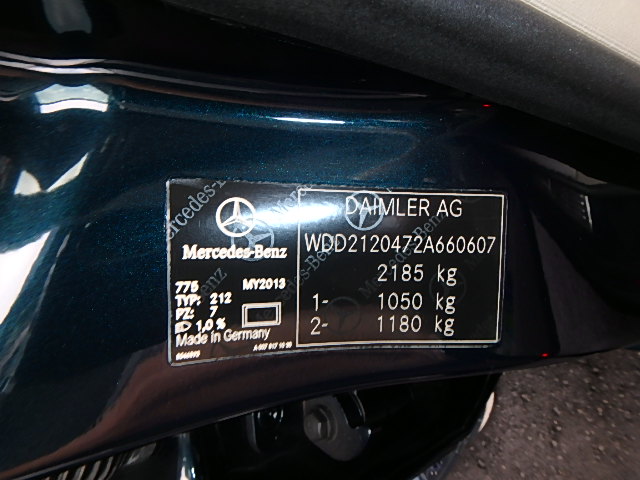 Mercedes-Benz
775 MY2013
TYP: 212
PZ: 7
1,0%
Made in Germany
DAIMLER AG
WDD2120472A660607
2185 kg
1- 1050 kg
2- 1180 kg